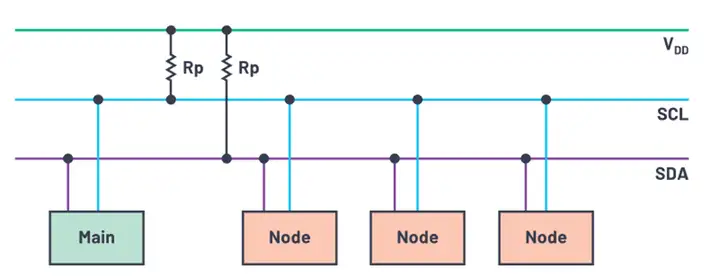 Rp
Rp
VDD
SCL
SDA
Main
Node
Node
Node